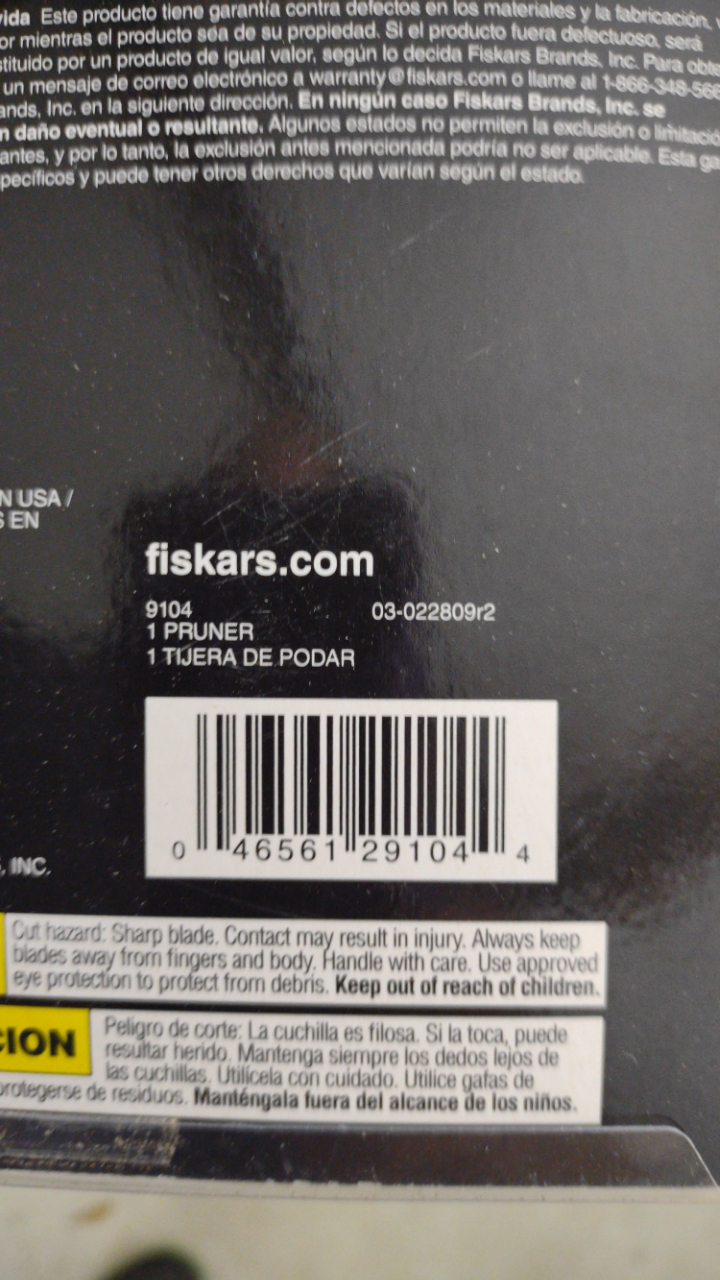 vida Este producto tiene garantía contra defectos en los materiales y la fabricación,
or mientras el producto sea de su propiedad. Si el producto fuera defectuoso, será
stituido por un producto de igual valor, según lo decida Fiskars Brands, Inc. Para obte
un mensaje de correo electrónico a warranty@fiskars.com o llame al 1-866-348-566
ands, Inc. en la siguiente dirección. En ningún caso Fiskars Brands, Inc. se
n daño eventual o resultante. Algunos estados no permiten la exclusión o limitació
antes, y por lo tanto, la exclusión antes mencionada podría no ser aplicable. Esta ga
pecíficos y puede tener otros derechos que varían según el estado.
N USA /
S EN
fiskars.com
9104 03-022809r2
1 PRUNER
1 TIJERA DE PODAR
0 46561 29104 4
, INC.
Cut hazard: Sharp blade. Contact may result in injury. Always keep
blades away from fingers and body. Handle with care. Use approved
eye protection to protect from debris. Keep out of reach of children.
CION
Peligro de corte: La cuchilla es filosa. Si la toca, puede
resultar herido. Mantenga siempre los dedos lejos de
las cuchillas. Utilícela con cuidado. Utilice gafas de
protegerse de residuos. Manténgala fuera del alcance de los niños.